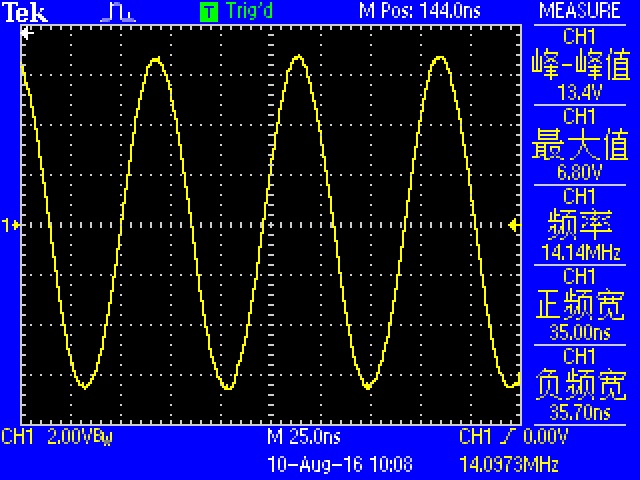 Tek T Trig'd M Pos: 144.0ns MEASURE
CH1
峰-峰值
13.4V
CH1
最大值
6.80V
CH1
频率
14.14MHz
CH1
正频宽
35.00ns
CH1
负频宽
35.70ns
1
CH1 2.00VBw M 25.0ns CH1 0.00V
10-Aug-16 10:08 14.0973MHz